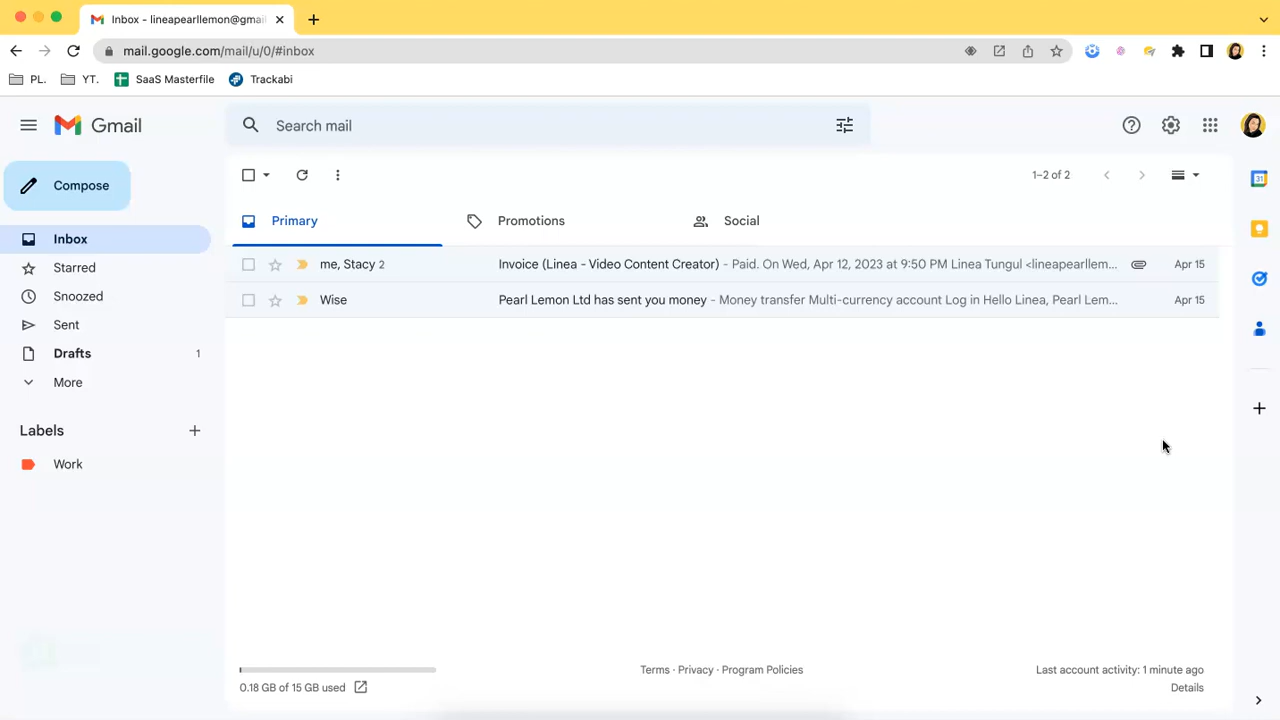 Inbox - lineapearllemon@gmai
mail.google.com/mail/u/0/#inbox
PL. YT. SaaS Masterfile Trackabi
Gmail
Search mail
Compose
1–2 of 2
Primary Promotions Social
Inbox
me, Stacy 2 Invoice (Linea - Video Content Creator) - Paid. On Wed, Apr 12, 2023 at 9:50 PM Linea Tungul <lineapearllem... Apr 15
Starred
Wise Pearl Lemon Ltd has sent you money - Money transfer Multi-currency account Log in Hello Linea, Pearl Lem... Apr 15
Snoozed
Sent
Drafts 1
More
Labels
Work
Terms · Privacy · Program Policies
Last account activity: 1 minute ago
0.18 GB of 15 GB used
Details